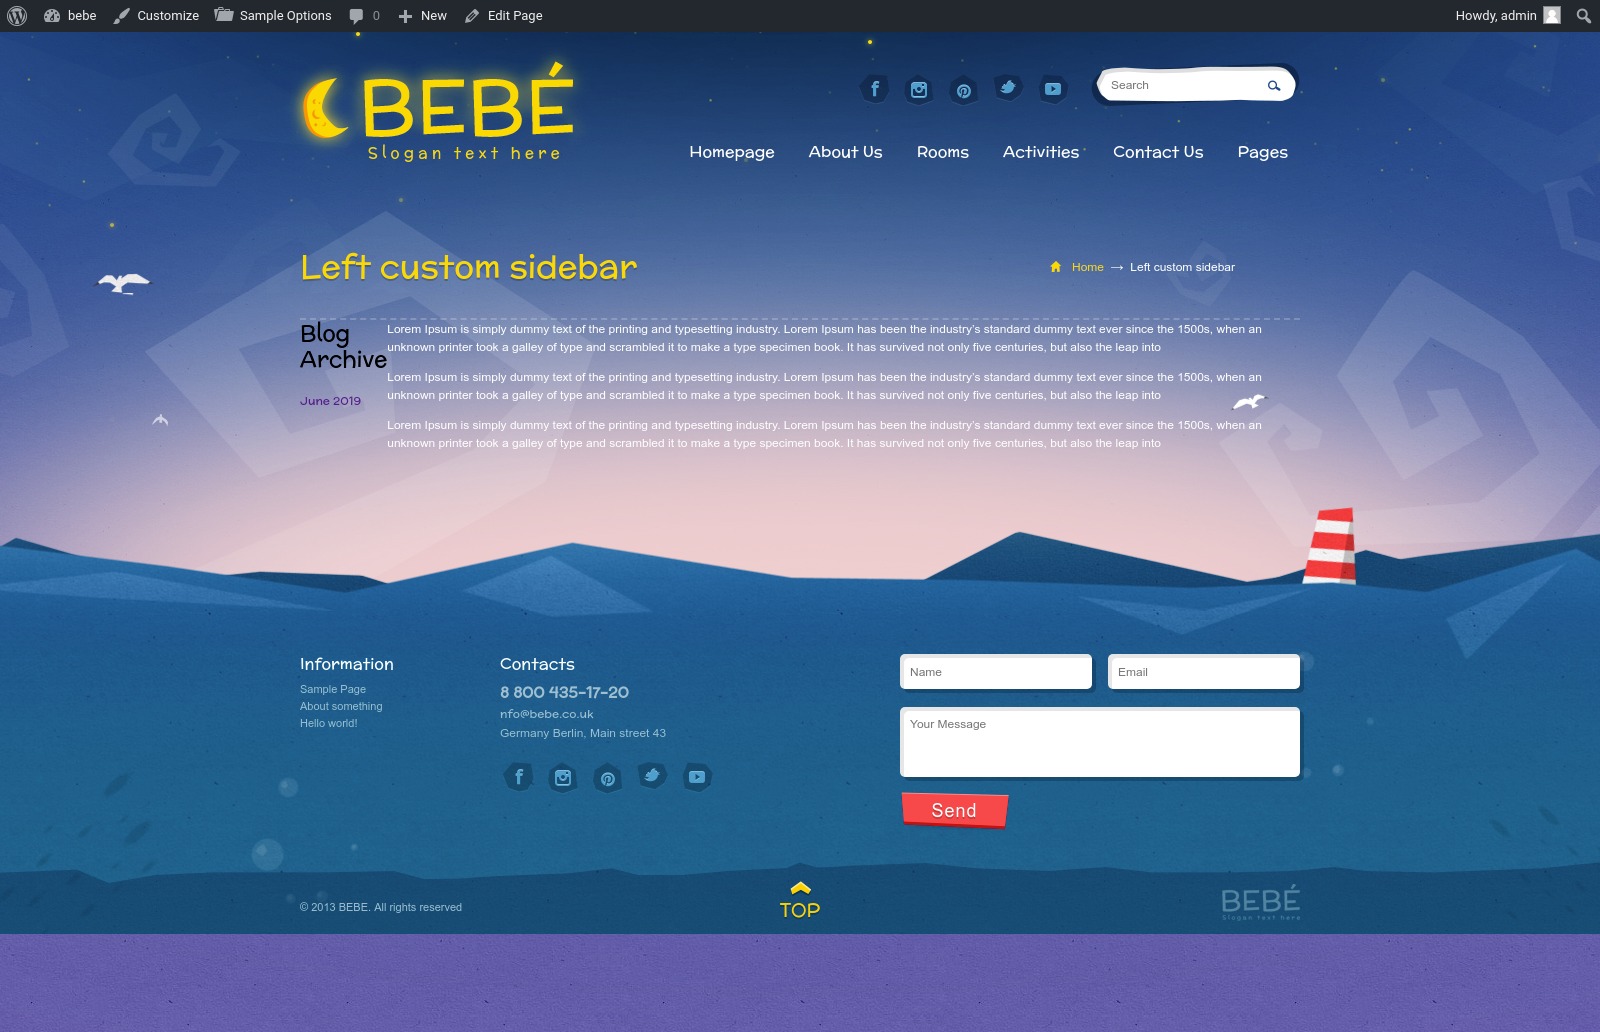 bebe Customize Sample Options 0 New Edit Page Howdy, admin
BEBÉ
Slogan text here
Search
Homepage About Us Rooms Activities Contact Us Pages
Left custom sidebar
Home → Left custom sidebar
Blog
Archive
June 2019
Lorem Ipsum is simply dummy text of the printing and typesetting industry. Lorem Ipsum has been the industry's standard dummy text ever since the 1500s, when an
unknown printer took a galley of type and scrambled it to make a type specimen book. It has survived not only five centuries, but also the leap into
Lorem Ipsum is simply dummy text of the printing and typesetting industry. Lorem Ipsum has been the industry's standard dummy text ever since the 1500s, when an
unknown printer took a galley of type and scrambled it to make a type specimen book. It has survived not only five centuries, but also the leap into
Lorem Ipsum is simply dummy text of the printing and typesetting industry. Lorem Ipsum has been the industry's standard dummy text ever since the 1500s, when an
unknown printer took a galley of type and scrambled it to make a type specimen book. It has survived not only five centuries, but also the leap into
Information
Sample Page
About something
Hello world!
Contacts
8 800 435-17-20
nfo@bebe.co.uk
Germany Berlin, Main street 43
Name
Email
Your Message
Send
© 2013 BEBE. All rights reserved
TOP
BEBÉ
Slogan text here